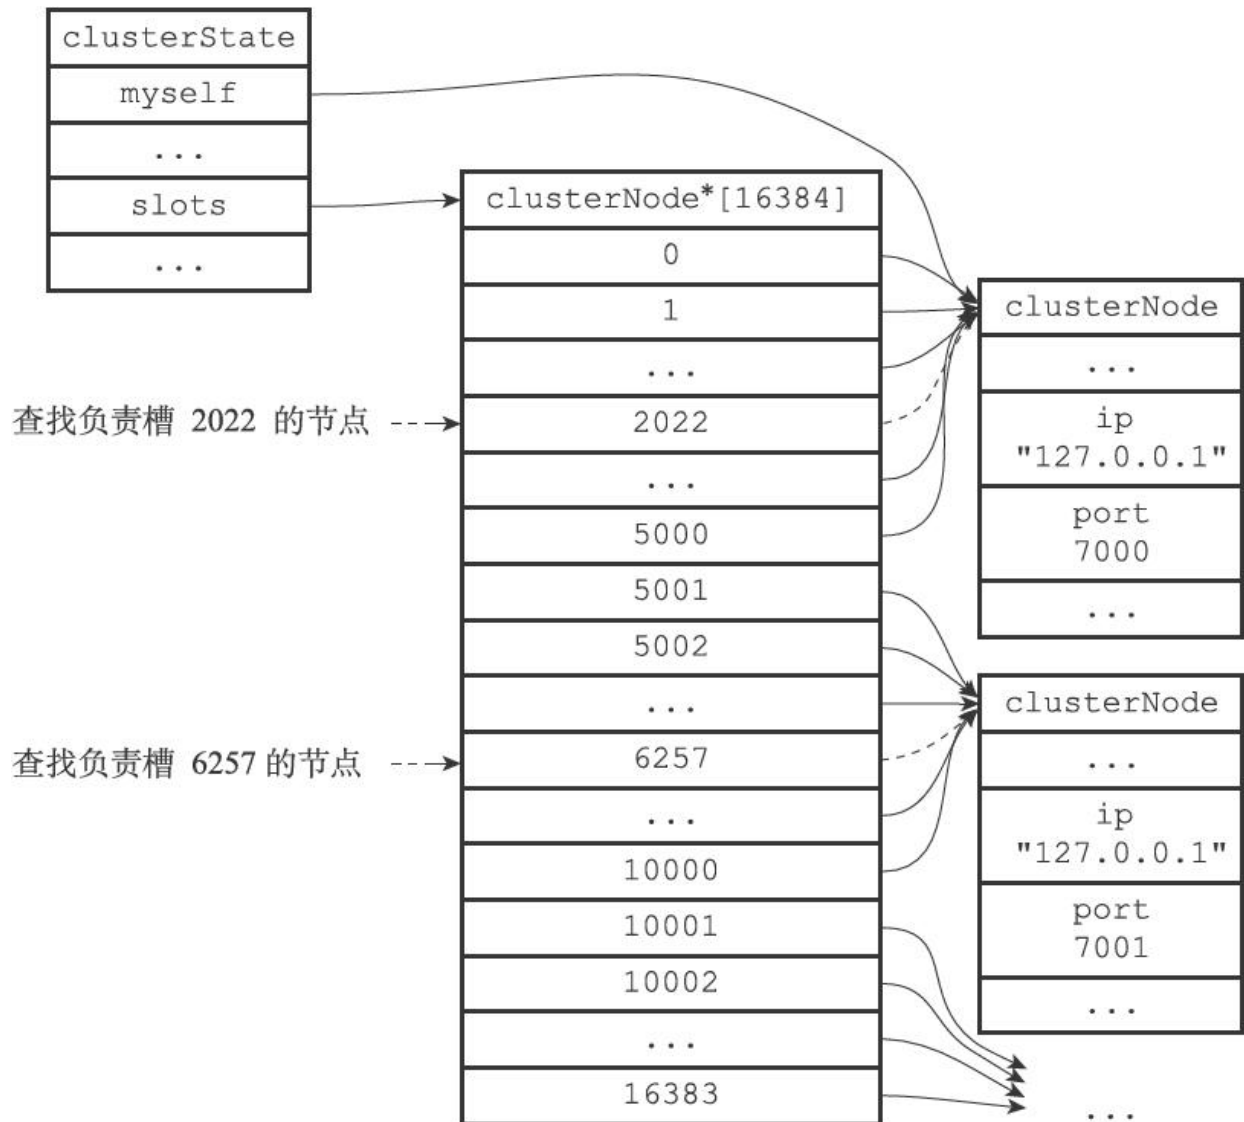 clusterState
myself
...
slots
...
clusterNode*[16384]
0
1
...
查找负责槽 2022 的节点
2022
...
5000
5001
5002
...
查找负责槽 6257 的节点
6257
...
10000
10001
10002
...
16383
clusterNode
...
ip
"127.0.0.1"
port
7000
...
clusterNode
...
ip
"127.0.0.1"
port
7001
...
...